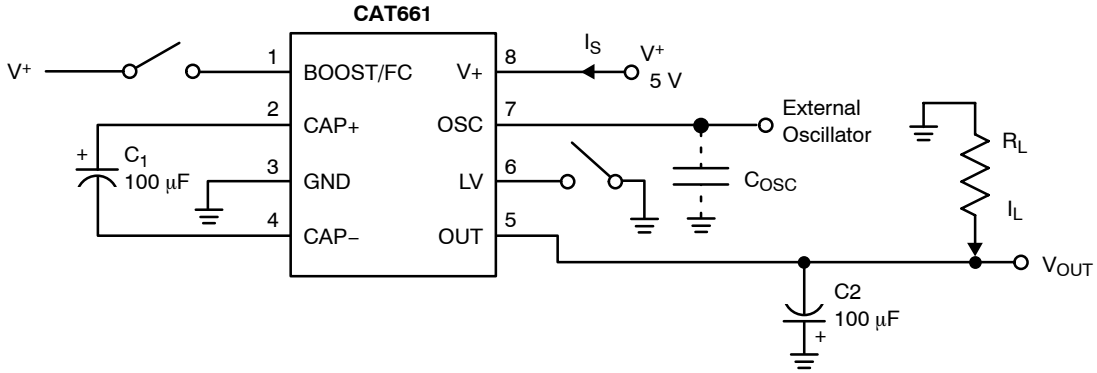 CAT661
V+
1
BOOST/FC
V+
8
IS
V+
5 V
2
CAP+
OSC
7
External
Oscillator
+
C1
100 μF
3
GND
LV
6
COSC
RL
IL
4
CAP−
OUT
5
VOUT
C2
100 μF
+